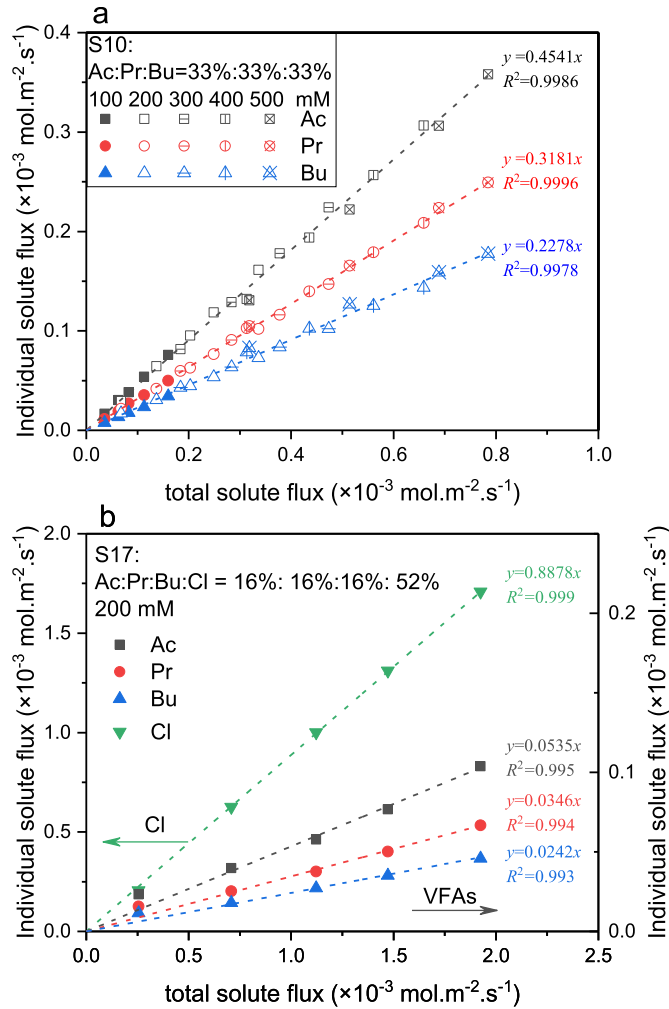 a
S10:
Ac:Pr:Bu=33%:33%:33%
100 200 300 400 500 mM
Ac
Pr
Bu
y=0.4541x
R²=0.9986
y=0.3181x
R²=0.9996
y=0.2278x
R²=0.9978
0.4
0.3
0.2
0.1
0.0
Individual solute flux (×10⁻³ mol.m⁻².s⁻¹)
0.0 0.2 0.4 0.6 0.8 1.0
total solute flux (×10⁻³ mol.m⁻².s⁻¹)
b
S17:
Ac:Pr:Bu:Cl = 16%: 16%:16%: 52%
200 mM
Ac
Pr
Bu
Cl
y=0.8878x
R²=0.999
y=0.0535x
R²=0.995
y=0.0346x
R²=0.994
y=0.0242x
R²=0.993
Cl
VFAs
2.0
1.5
1.0
0.5
0.0
Individual solute flux (×10⁻³ mol.m⁻².s⁻¹)
0.2
0.1
0.0
Individual solute flux (×10⁻³ mol.m⁻².s⁻¹)
0.0 0.5 1.0 1.5 2.0 2.5
total solute flux (×10⁻³ mol.m⁻².s⁻¹)